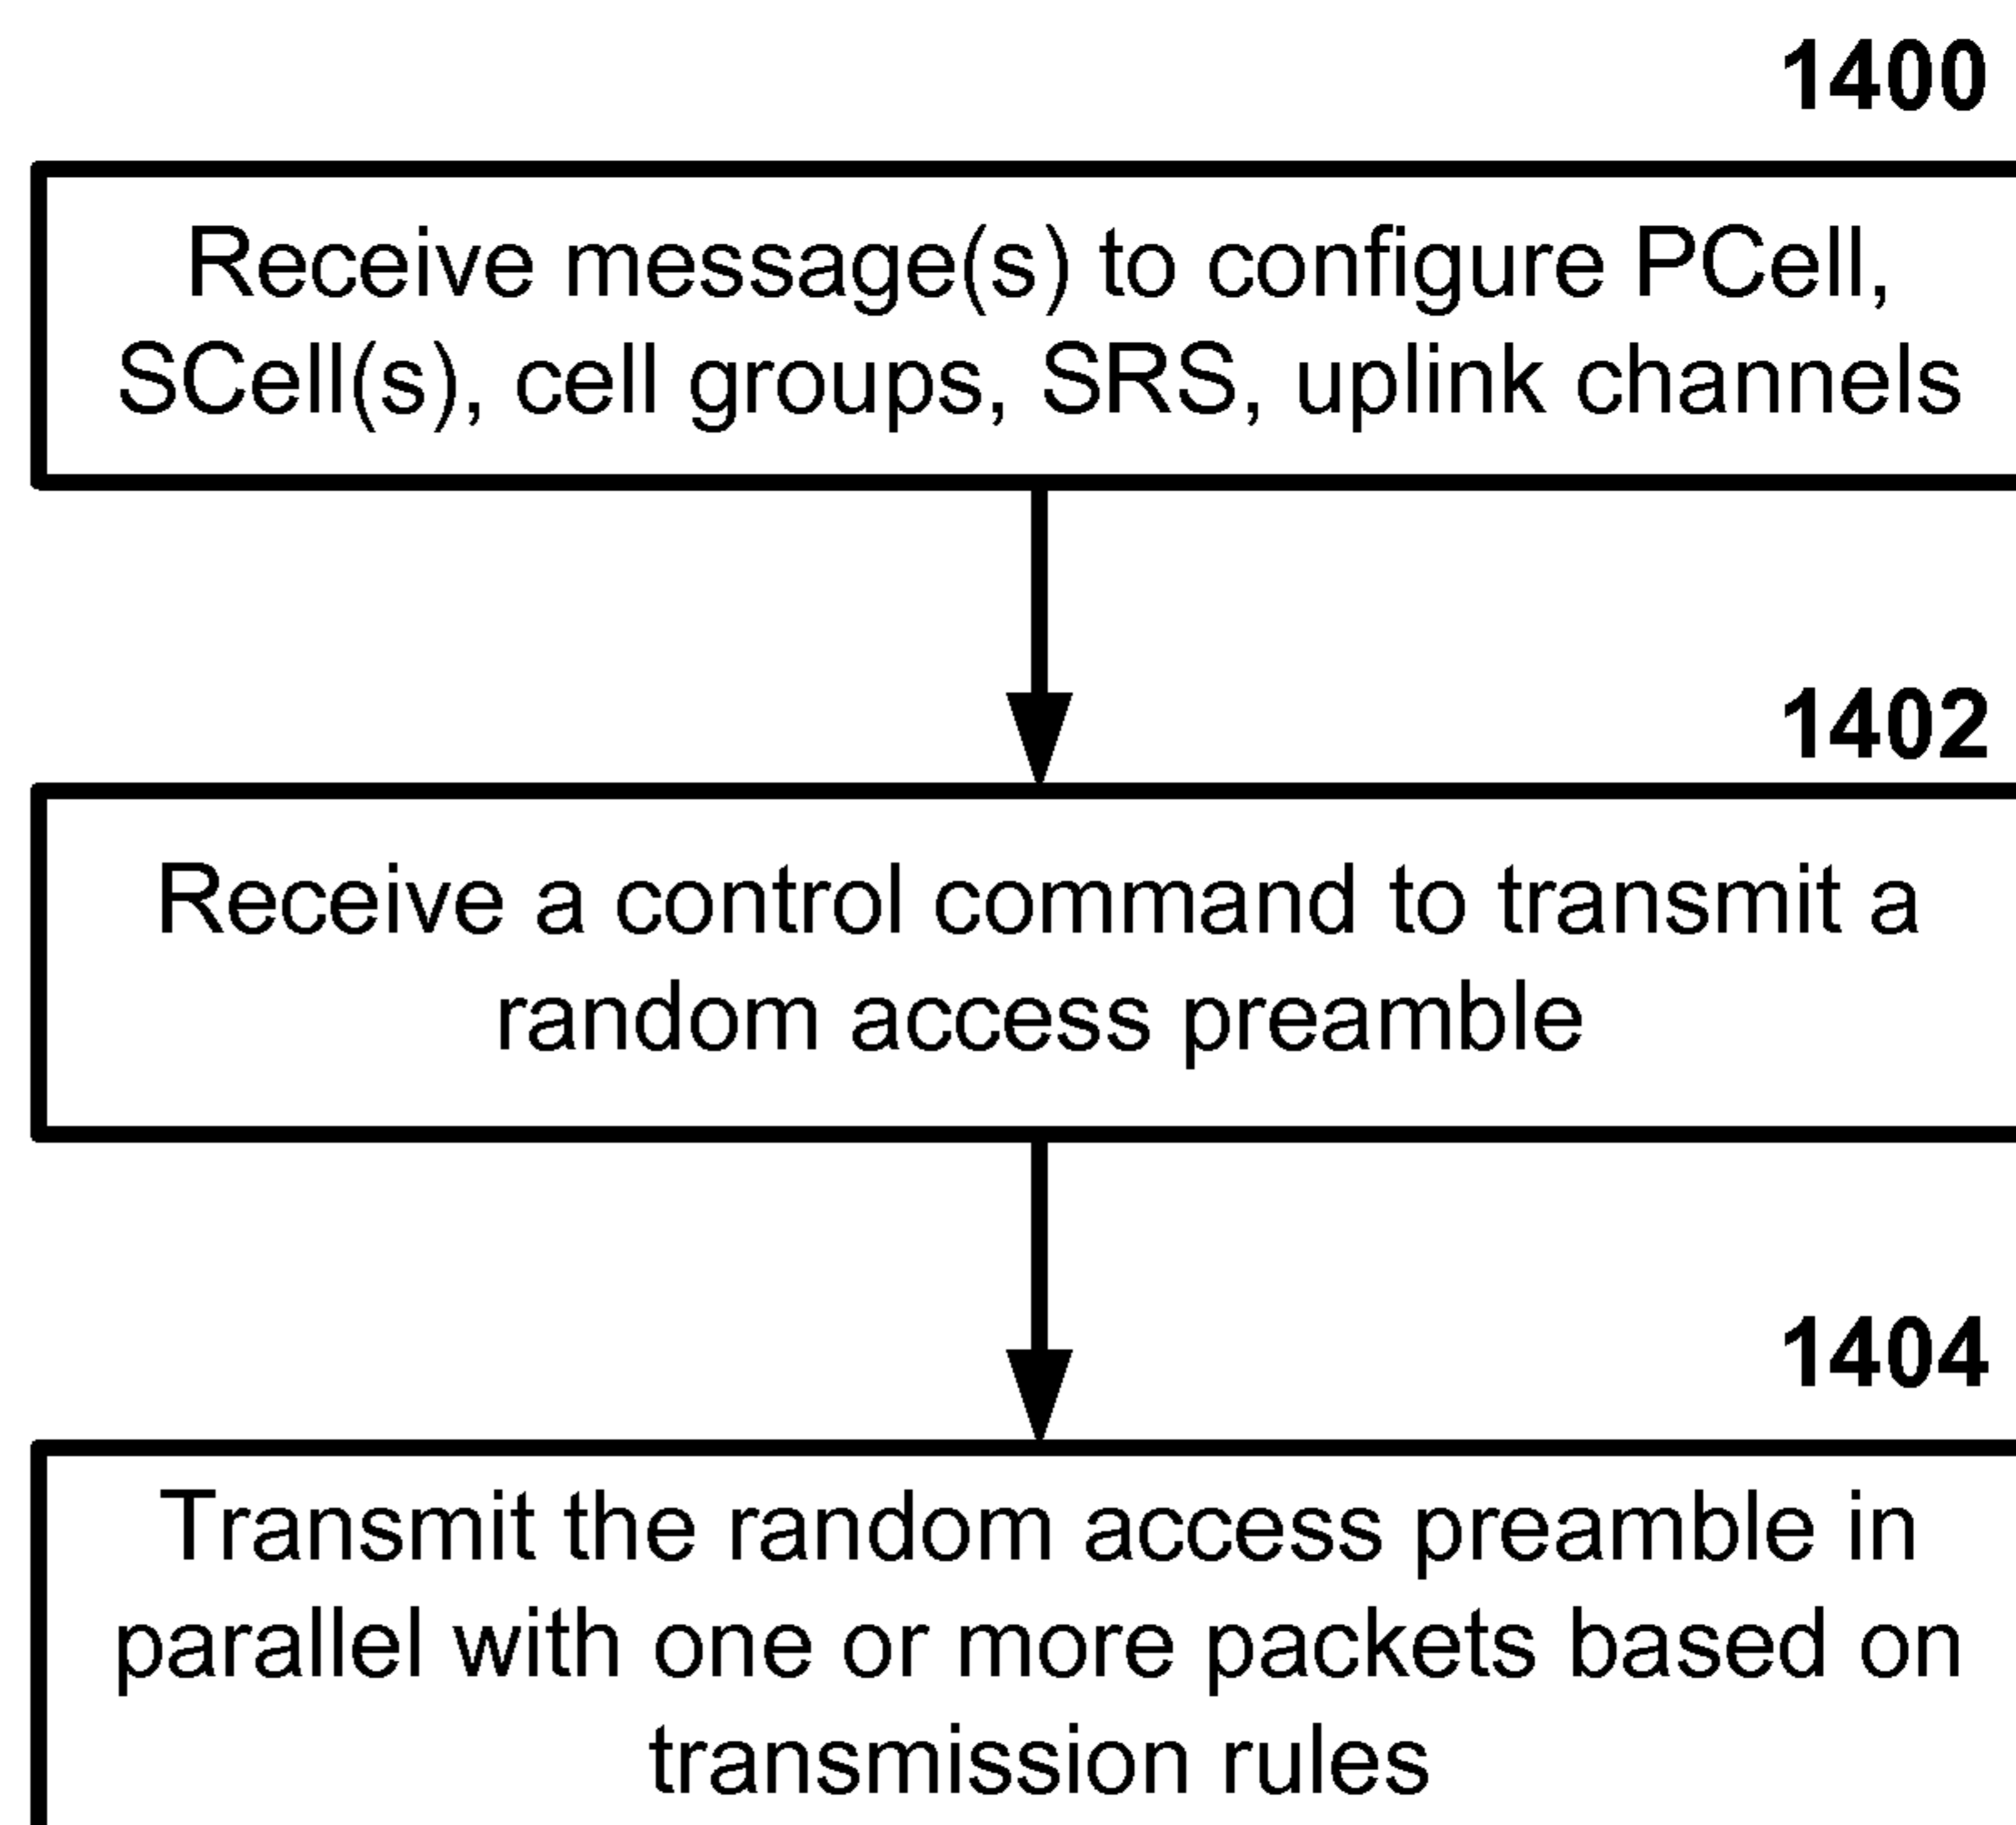 1400
Receive message(s) to configure PCell,
SCell(s), cell groups, SRS, uplink channels
1402
Receive a control command to transmit a
random access preamble
1404
Transmit the random access preamble in
parallel with one or more packets based on
transmission rules